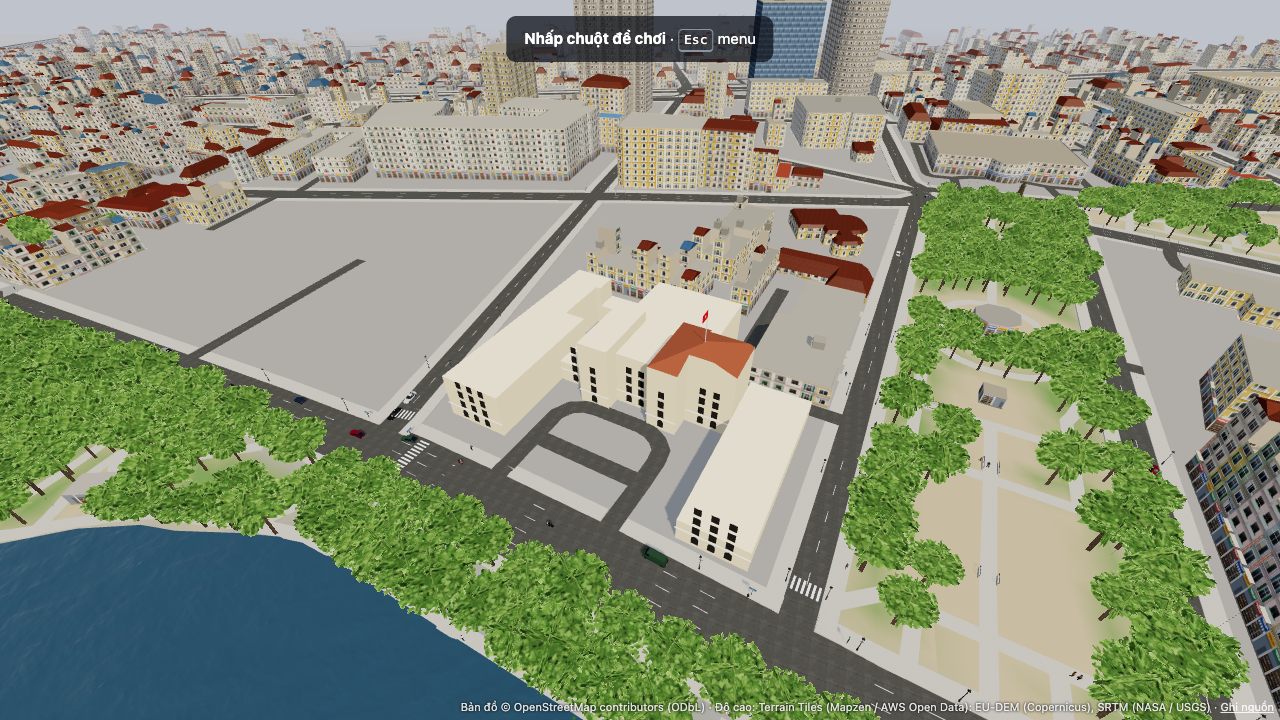 Nhấp chuột để chơi · Esc menu
Bản đồ © OpenStreetMap contributors (ODbL) · Độ cao: Terrain Tiles (Mapzen / AWS Open Data): EU-DEM (Copernicus), SRTM (NASA / USGS) · Ghi nguồn